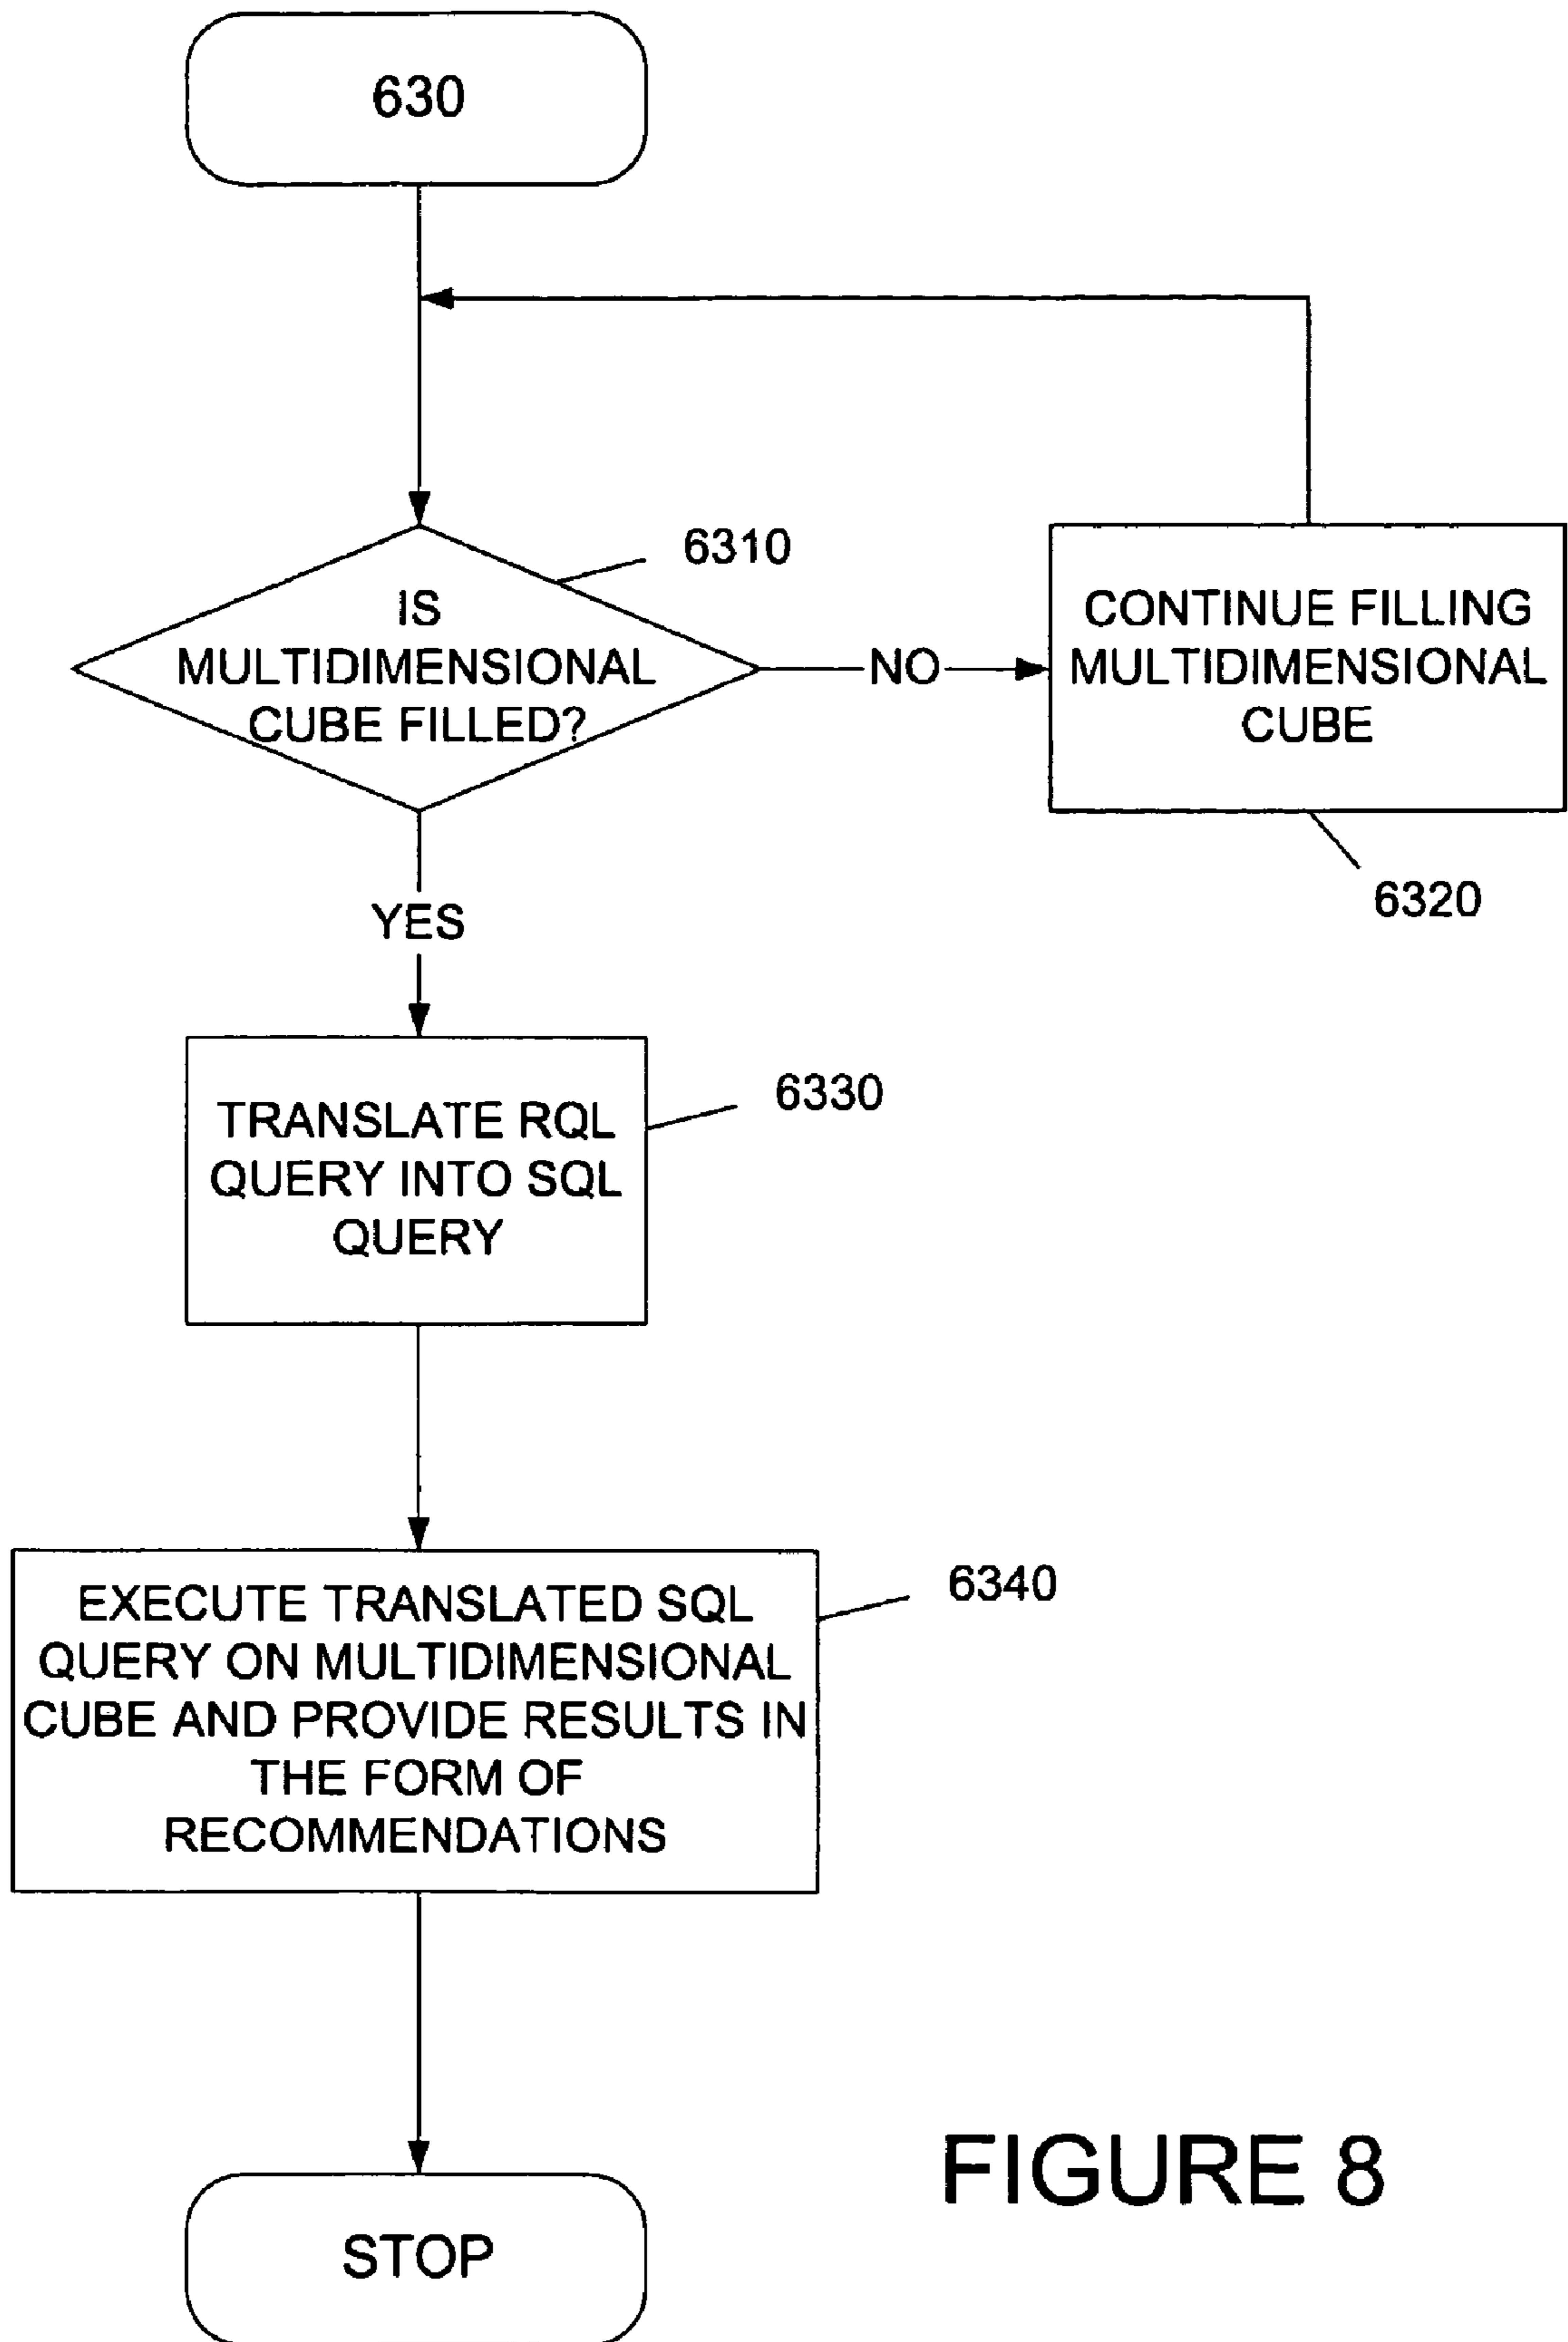 630
6310
IS
MULTIDIMENSIONAL
CUBE FILLED?
NO
CONTINUE FILLING
MULTIDIMENSIONAL
CUBE
6320
YES
6330
TRANSLATE RQL
QUERY INTO SQL
QUERY
6340
EXECUTE TRANSLATED SQL
QUERY ON MULTIDIMENSIONAL
CUBE AND PROVIDE RESULTS IN
THE FORM OF
RECOMMENDATIONS
FIGURE 8
STOP